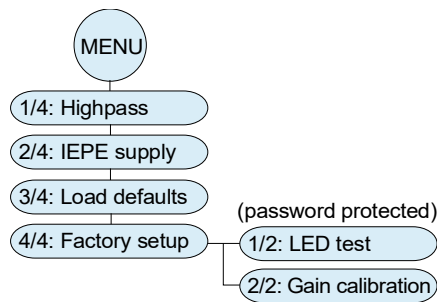 MENU
1/4: Highpass
2/4: IEPE supply
3/4: Load defaults
4/4: Factory setup
(password protected)
1/2: LED test
2/2: Gain calibration